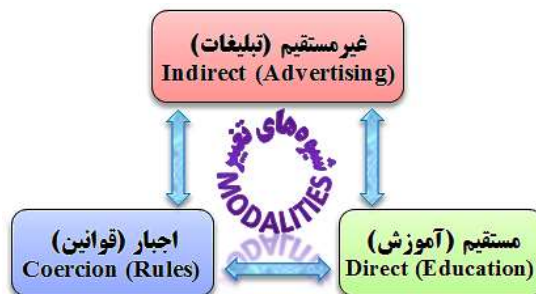 غیرمستقیم (تبلیغات)
Indirect (Advertising)
شیوه‌های تغییر
MODALITIES
اجبار (قوانین)
Coercion (Rules)
مستقیم (آموزش)
Direct (Education)